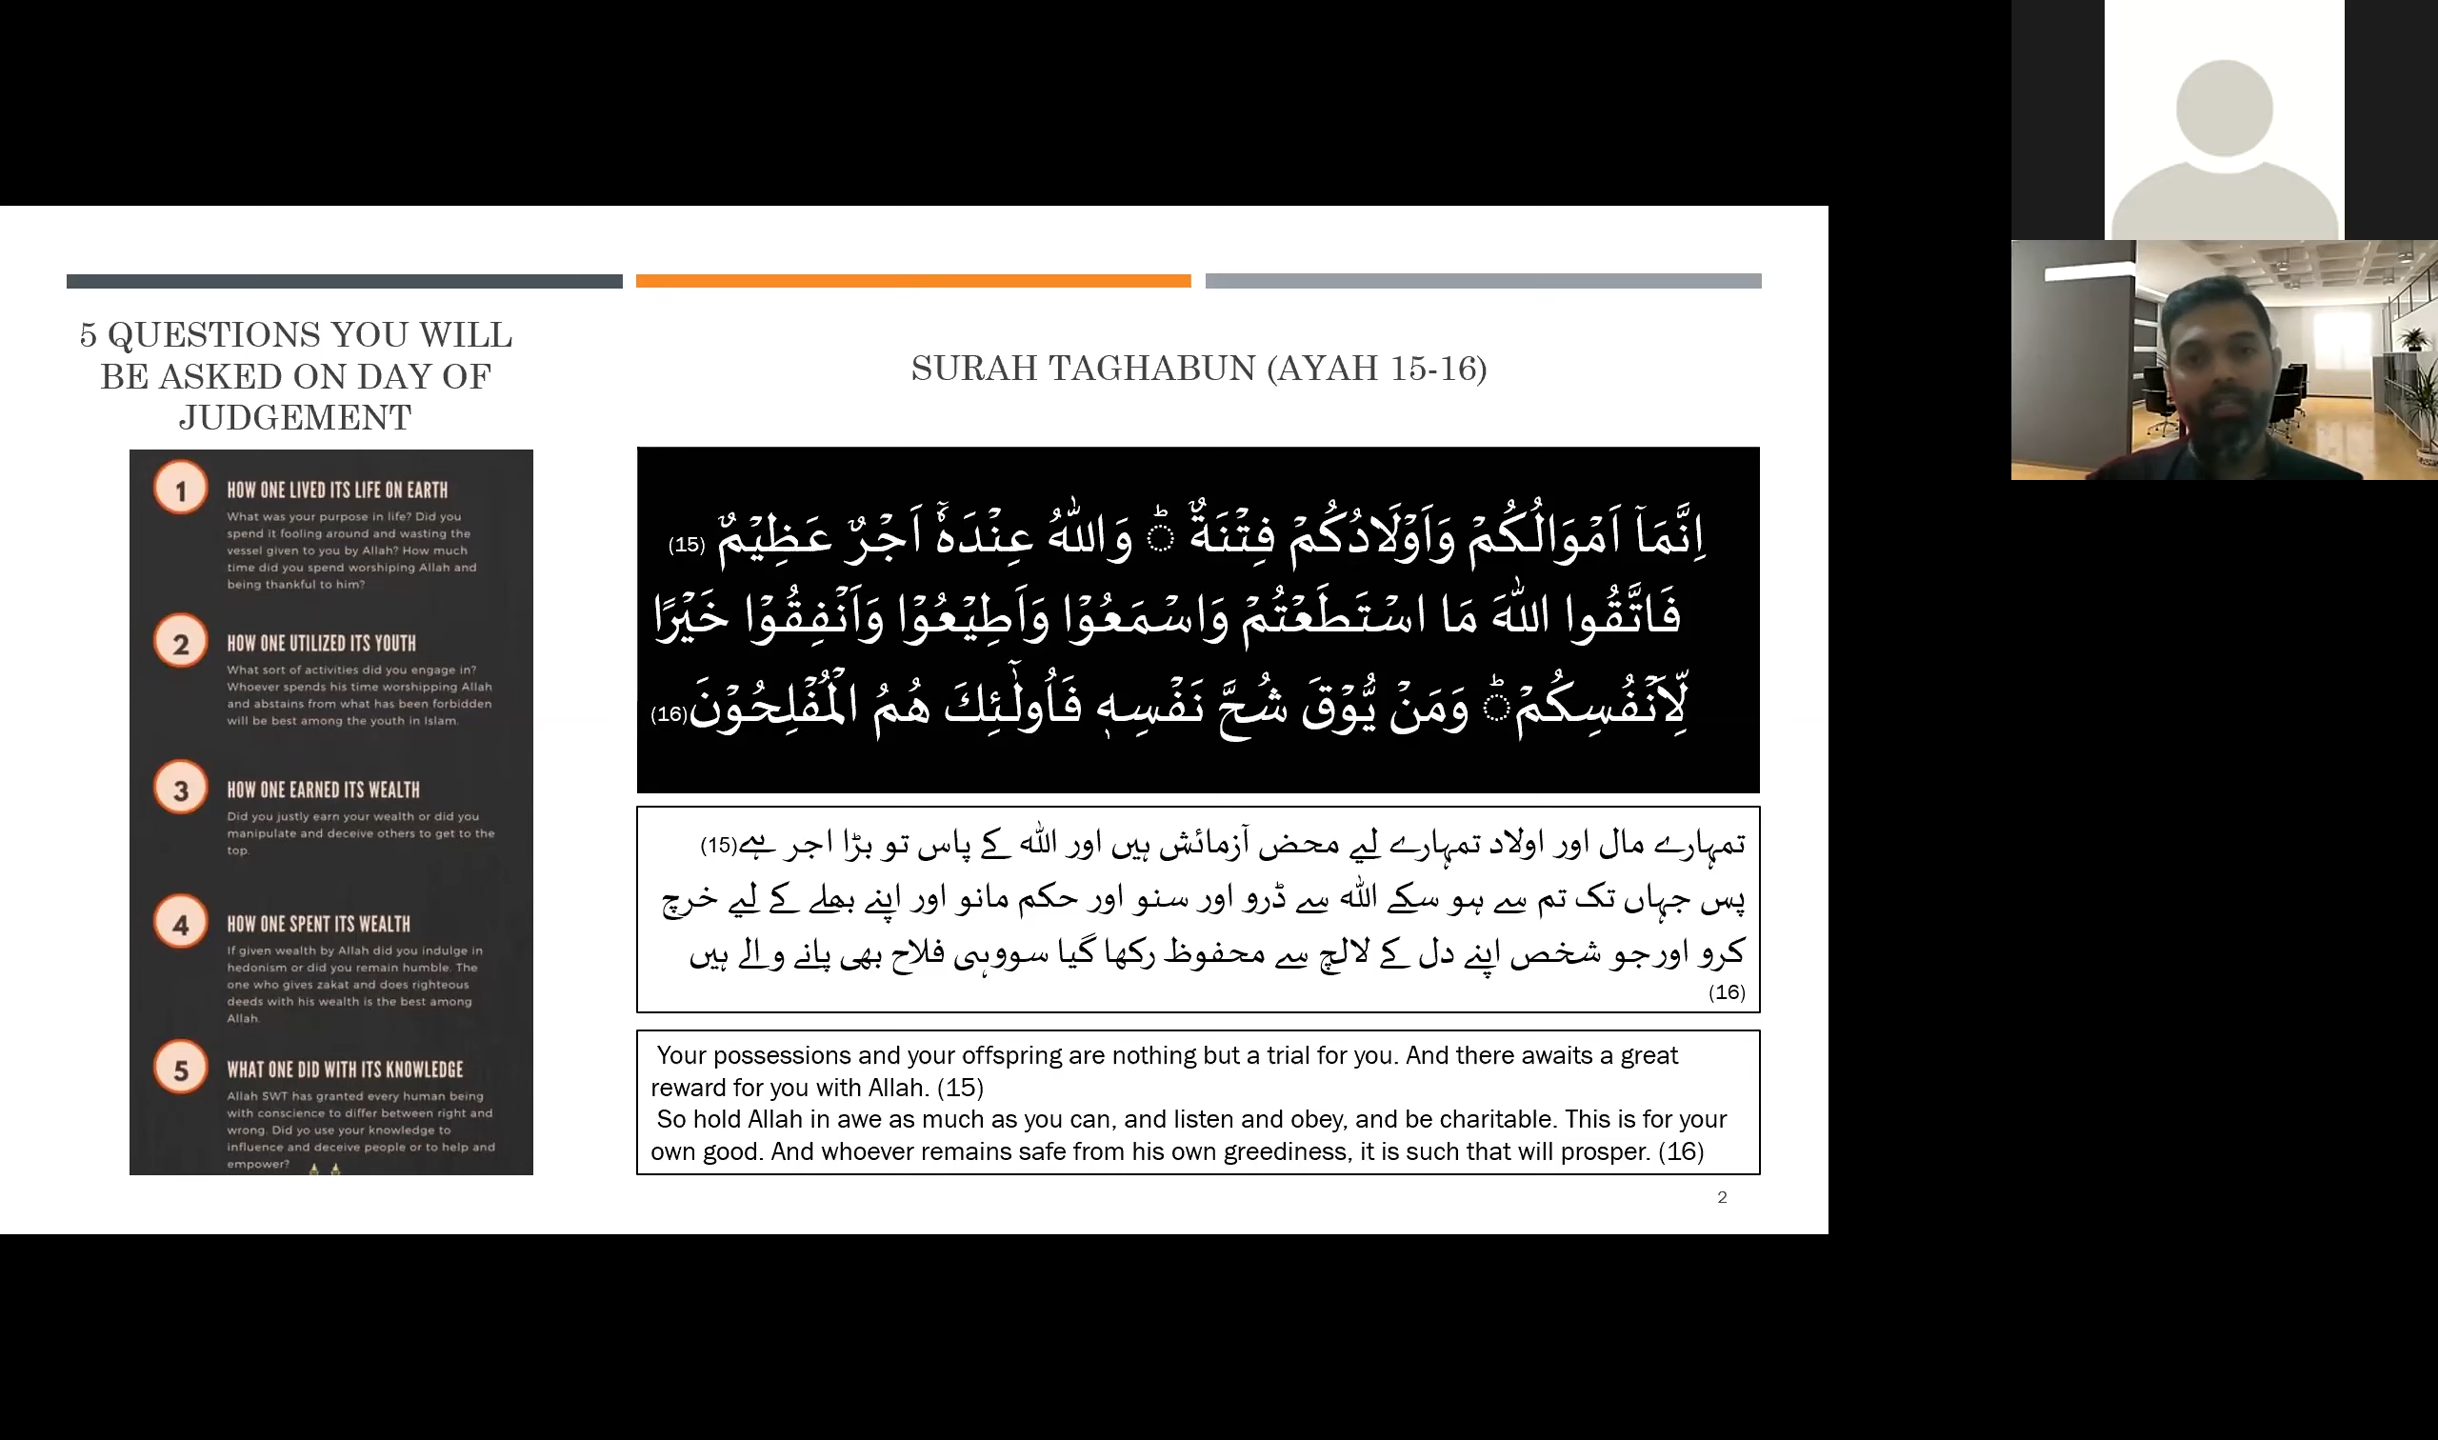 5 QUESTIONS YOU WILL
BE ASKED ON DAY OF
JUDGEMENT
1
HOW ONE LIVED ITS LIFE ON EARTH
What was your purpose in life? Did you
spend it fooling around and wasting the
vessel given to you by Allah? How much
time did you spend worshiping Allah and
being thankful to him?
2
HOW ONE UTILIZED ITS YOUTH
What sort of activities did you engage in?
Whoever spends his time worshipping Allah
and abstains from what has been forbidden
will be best among the youth in Islam.
3
HOW ONE EARNED ITS WEALTH
Did you justly earn your wealth or did you
manipulate and deceive others to get to the
top.
4
HOW ONE SPENT ITS WEALTH
If given wealth by Allah did you indulge in
hedonism or did you remain humble. The
one who gives zakat and does righteous
deeds with his wealth is the best among
Allah.
5
WHAT ONE DID WITH ITS KNOWLEDGE
Allah SWT has granted every human being
with conscience to differ between right and
wrong. Did yo use your knowledge to
influence and deceive people or to help and
empower?
SURAH TAGHABUN (AYAH 15-16)
اِنَّمَاۤ اَمْوَالُكُمْ وَاَوْلَادُكُمْ فِتْنَةٌ ؕ وَاللّٰهُ عِنْدَهٗۤ اَجْرٌ عَظِيْمٌ (15)
فَاتَّقُوا اللّٰهَ مَا اسْتَطَعْتُمْ وَاسْمَعُوْا وَاَطِيْعُوْا وَاَنْفِقُوْا خَيْرًا
لِّاَنْفُسِكُمْ ؕ وَمَنْ يُّوْقَ شُحَّ نَفْسِهٖ فَاُولٰٓئِكَ هُمُ الْمُفْلِحُوْنَ (16)
تمہارے مال اور اولاد تمہارے لیے محض آزمائش ہیں اور اللہ کے پاس تو بڑا اجر ہے(15)
پس جہاں تک تم سے ہو سکے اللہ سے ڈرو اور سنو اور حکم مانو اور اپنے بھلے کے لیے خرچ
کرو اورجو شخص اپنے دل کے لالچ سے محفوظ رکھا گیا سووہی فلاح بھی پانے والے ہیں
(16)
Your possessions and your offspring are nothing but a trial for you. And there awaits a great
reward for you with Allah. (15)
So hold Allah in awe as much as you can, and listen and obey, and be charitable. This is for your
own good. And whoever remains safe from his own greediness, it is such that will prosper. (16)
2